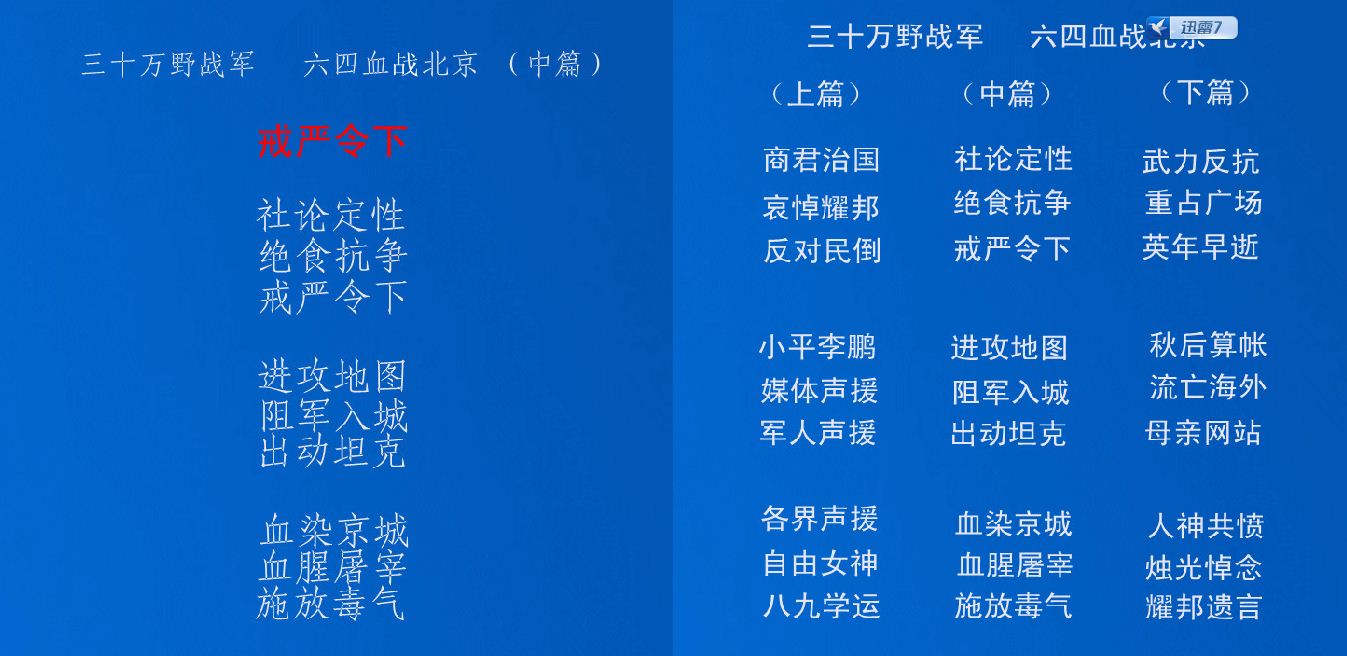 三十万野战军 六四血战北京 （中篇）
戒严令下
社论定性
绝食抗争
戒严令下
进攻地图
阻军入城
出动坦克
血染京城
血腥屠宰
施放毒气
三十万野战军 六四血战北京
迅雷7
（上篇） （中篇） （下篇）
商君治国 社论定性 武力反抗
哀悼耀邦 绝食抗争 重占广场
反对民倒 戒严令下 英年早逝
小平李鹏 进攻地图 秋后算帐
媒体声援 阻军入城 流亡海外
军人声援 出动坦克 母亲网站
各界声援 血染京城 人神共愤
自由女神 血腥屠宰 烛光悼念
八九学运 施放毒气 耀邦遗言